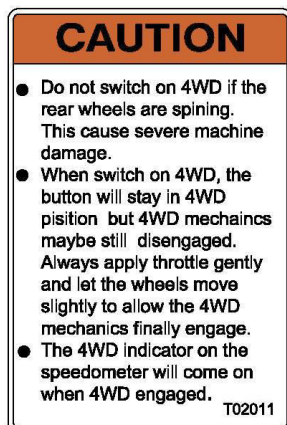 CAUTION
● Do not switch on 4WD if the
rear wheels are spining.
This cause severe machine
damage.
● When switch on 4WD, the
button will stay in 4WD
pisition but 4WD mechaincs
maybe still disengaged.
Always apply throttle gently
and let the wheels move
slightly to allow the 4WD
mechanics finally engage.
● The 4WD indicator on the
speedometer will come on
when 4WD engaged.
T02011